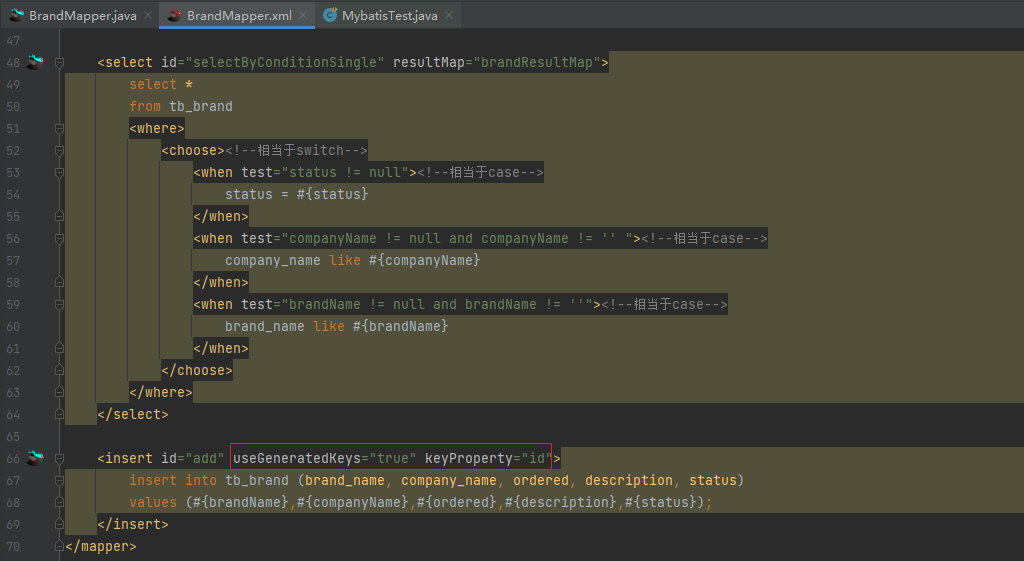 BrandMapper.java × BrandMapper.xml × MybatisTest.java ×
47
48 <select id="selectByConditionSingle" resultMap="brandResultMap">
49 select *
50 from tb_brand
51 <where>
52 <choose><!--相当于switch-->
53 <when test="status != null"><!--相当于case-->
54 status = #{status}
55 </when>
56 <when test="companyName != null and companyName != '' "><!--相当于case-->
57 company_name like #{companyName}
58 </when>
59 <when test="brandName != null and brandName != ''"><!--相当于case-->
60 brand_name like #{brandName}
61 </when>
62 </choose>
63 </where>
64 </select>
65
66 <insert id="add" useGeneratedKeys="true" keyProperty="id">
67 insert into tb_brand (brand_name, company_name, ordered, description, status)
68 values (#{brandName},#{companyName},#{ordered},#{description},#{status});
69 </insert>
70 </mapper>